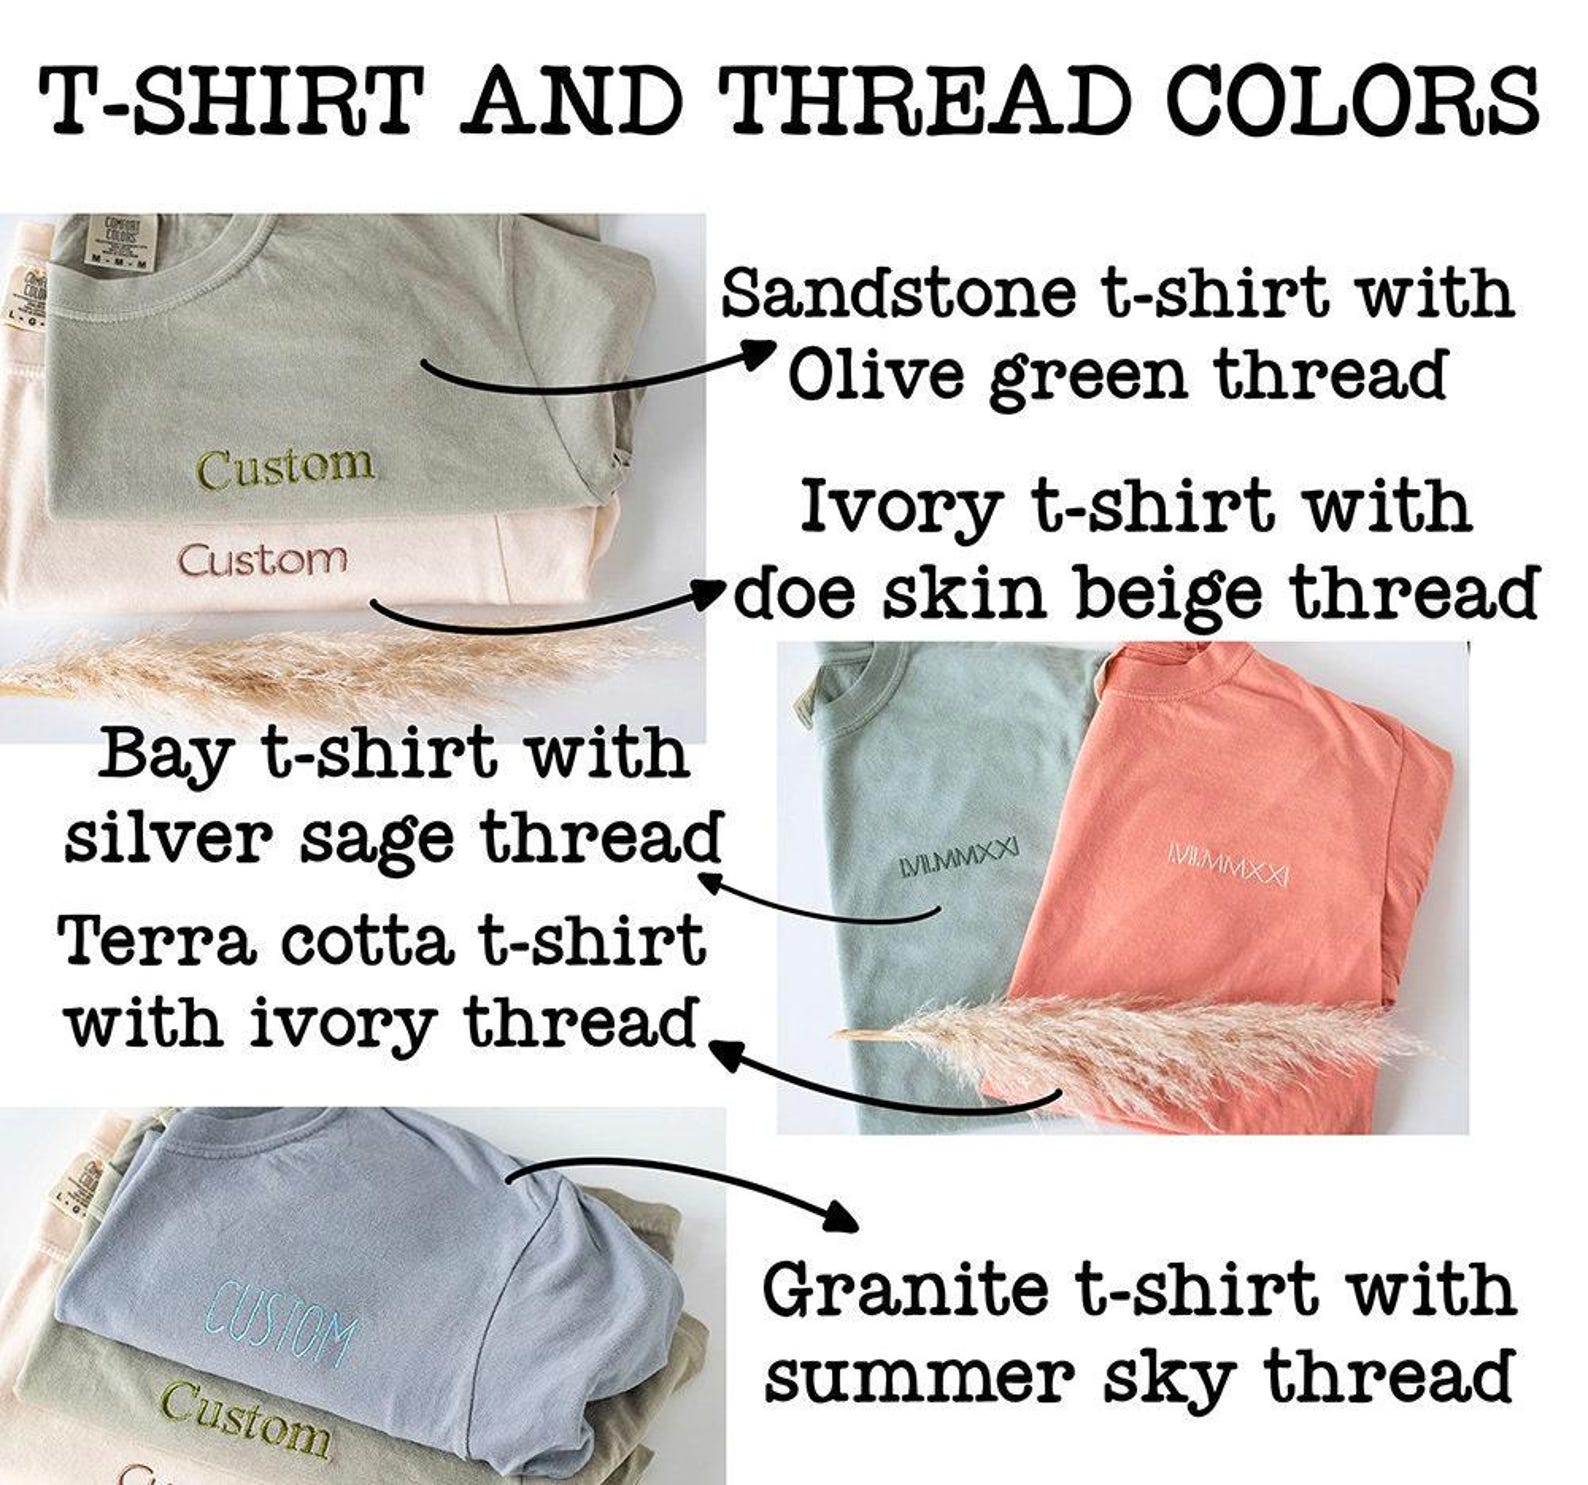 T-SHIRT AND THREAD COLORS
COMFORT
COLORS
M - M - M
L - G -
Sandstone t-shirt with
Olive green thread
Custom
Ivory t-shirt with
doe skin beige thread
Custom
Bay t-shirt with
silver sage thread
I.VII.MMXXI
I.VII.MMXXI
Terra cotta t-shirt
with ivory thread
L - G
Granite t-shirt with
summer sky thread
CUSTOM
Custom